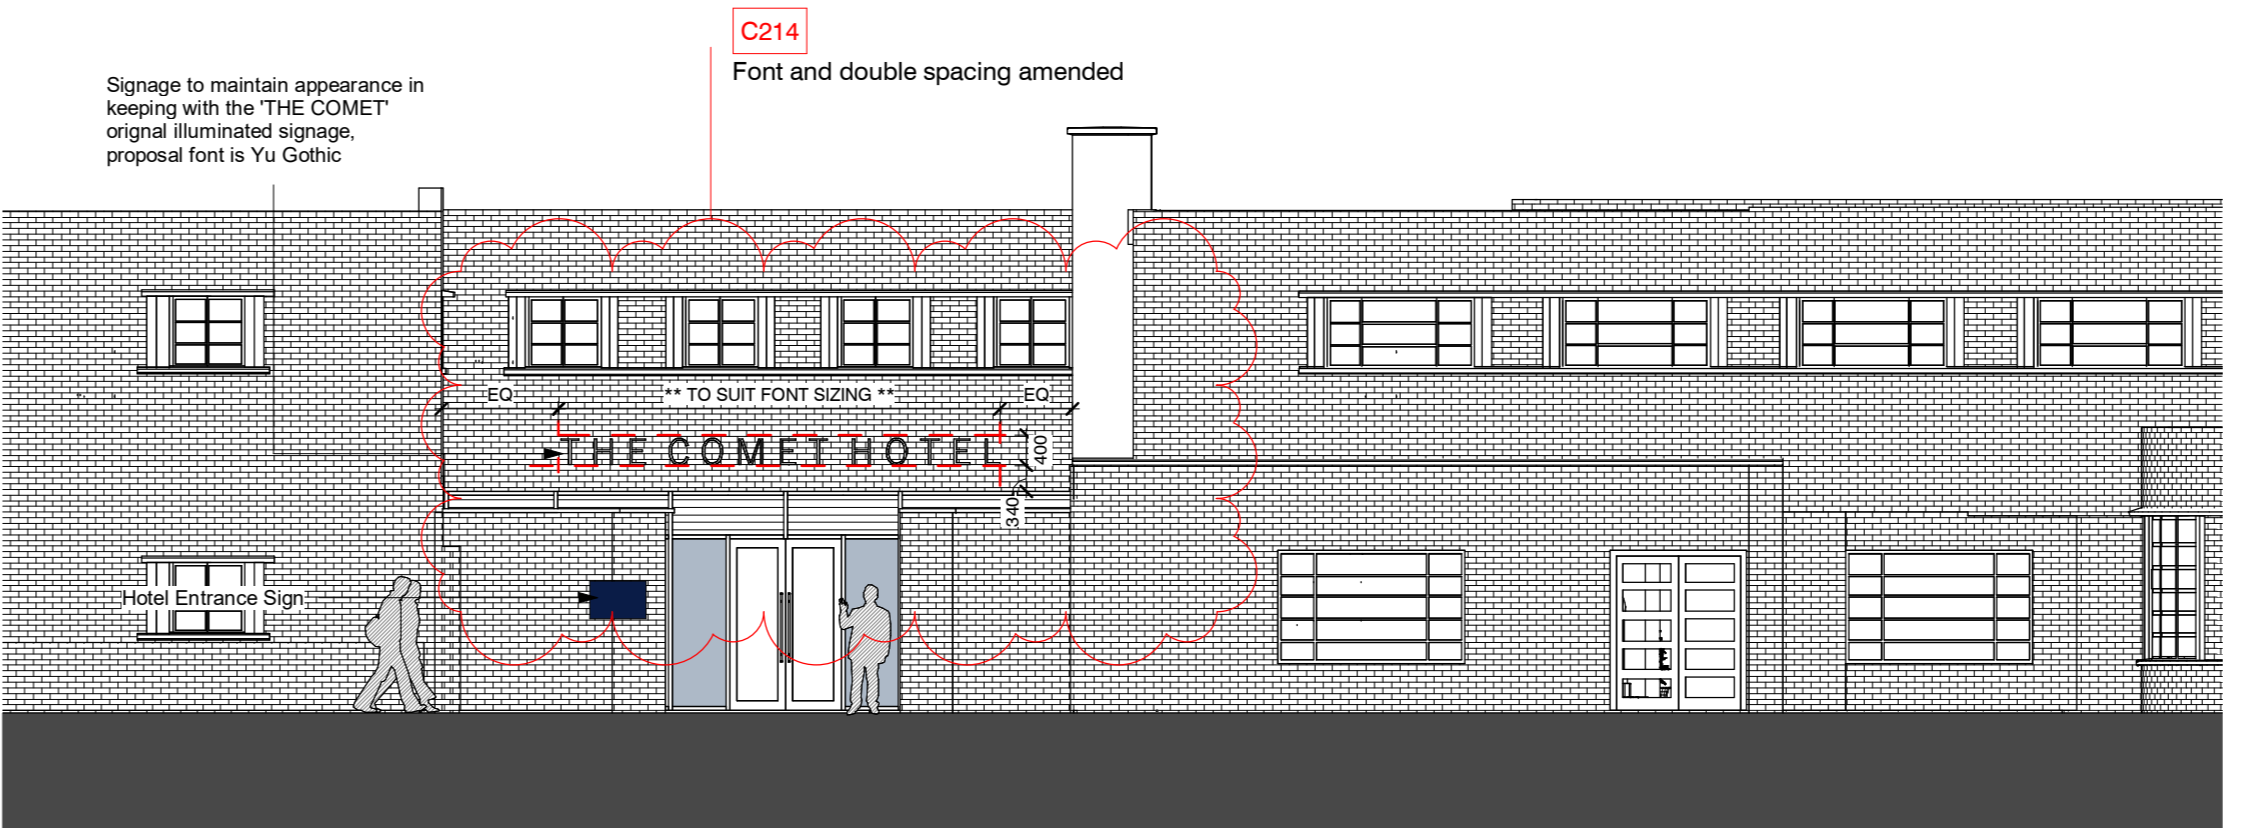 C214
Font and double spacing amended
Signage to maintain appearance in
keeping with the 'THE COMET'
orignal illuminated signage,
proposal font is Yu Gothic
EQ
** TO SUIT FONT SIZING **
EQ
THE COMET HOTEL
400
340
Hotel Entrance Sign